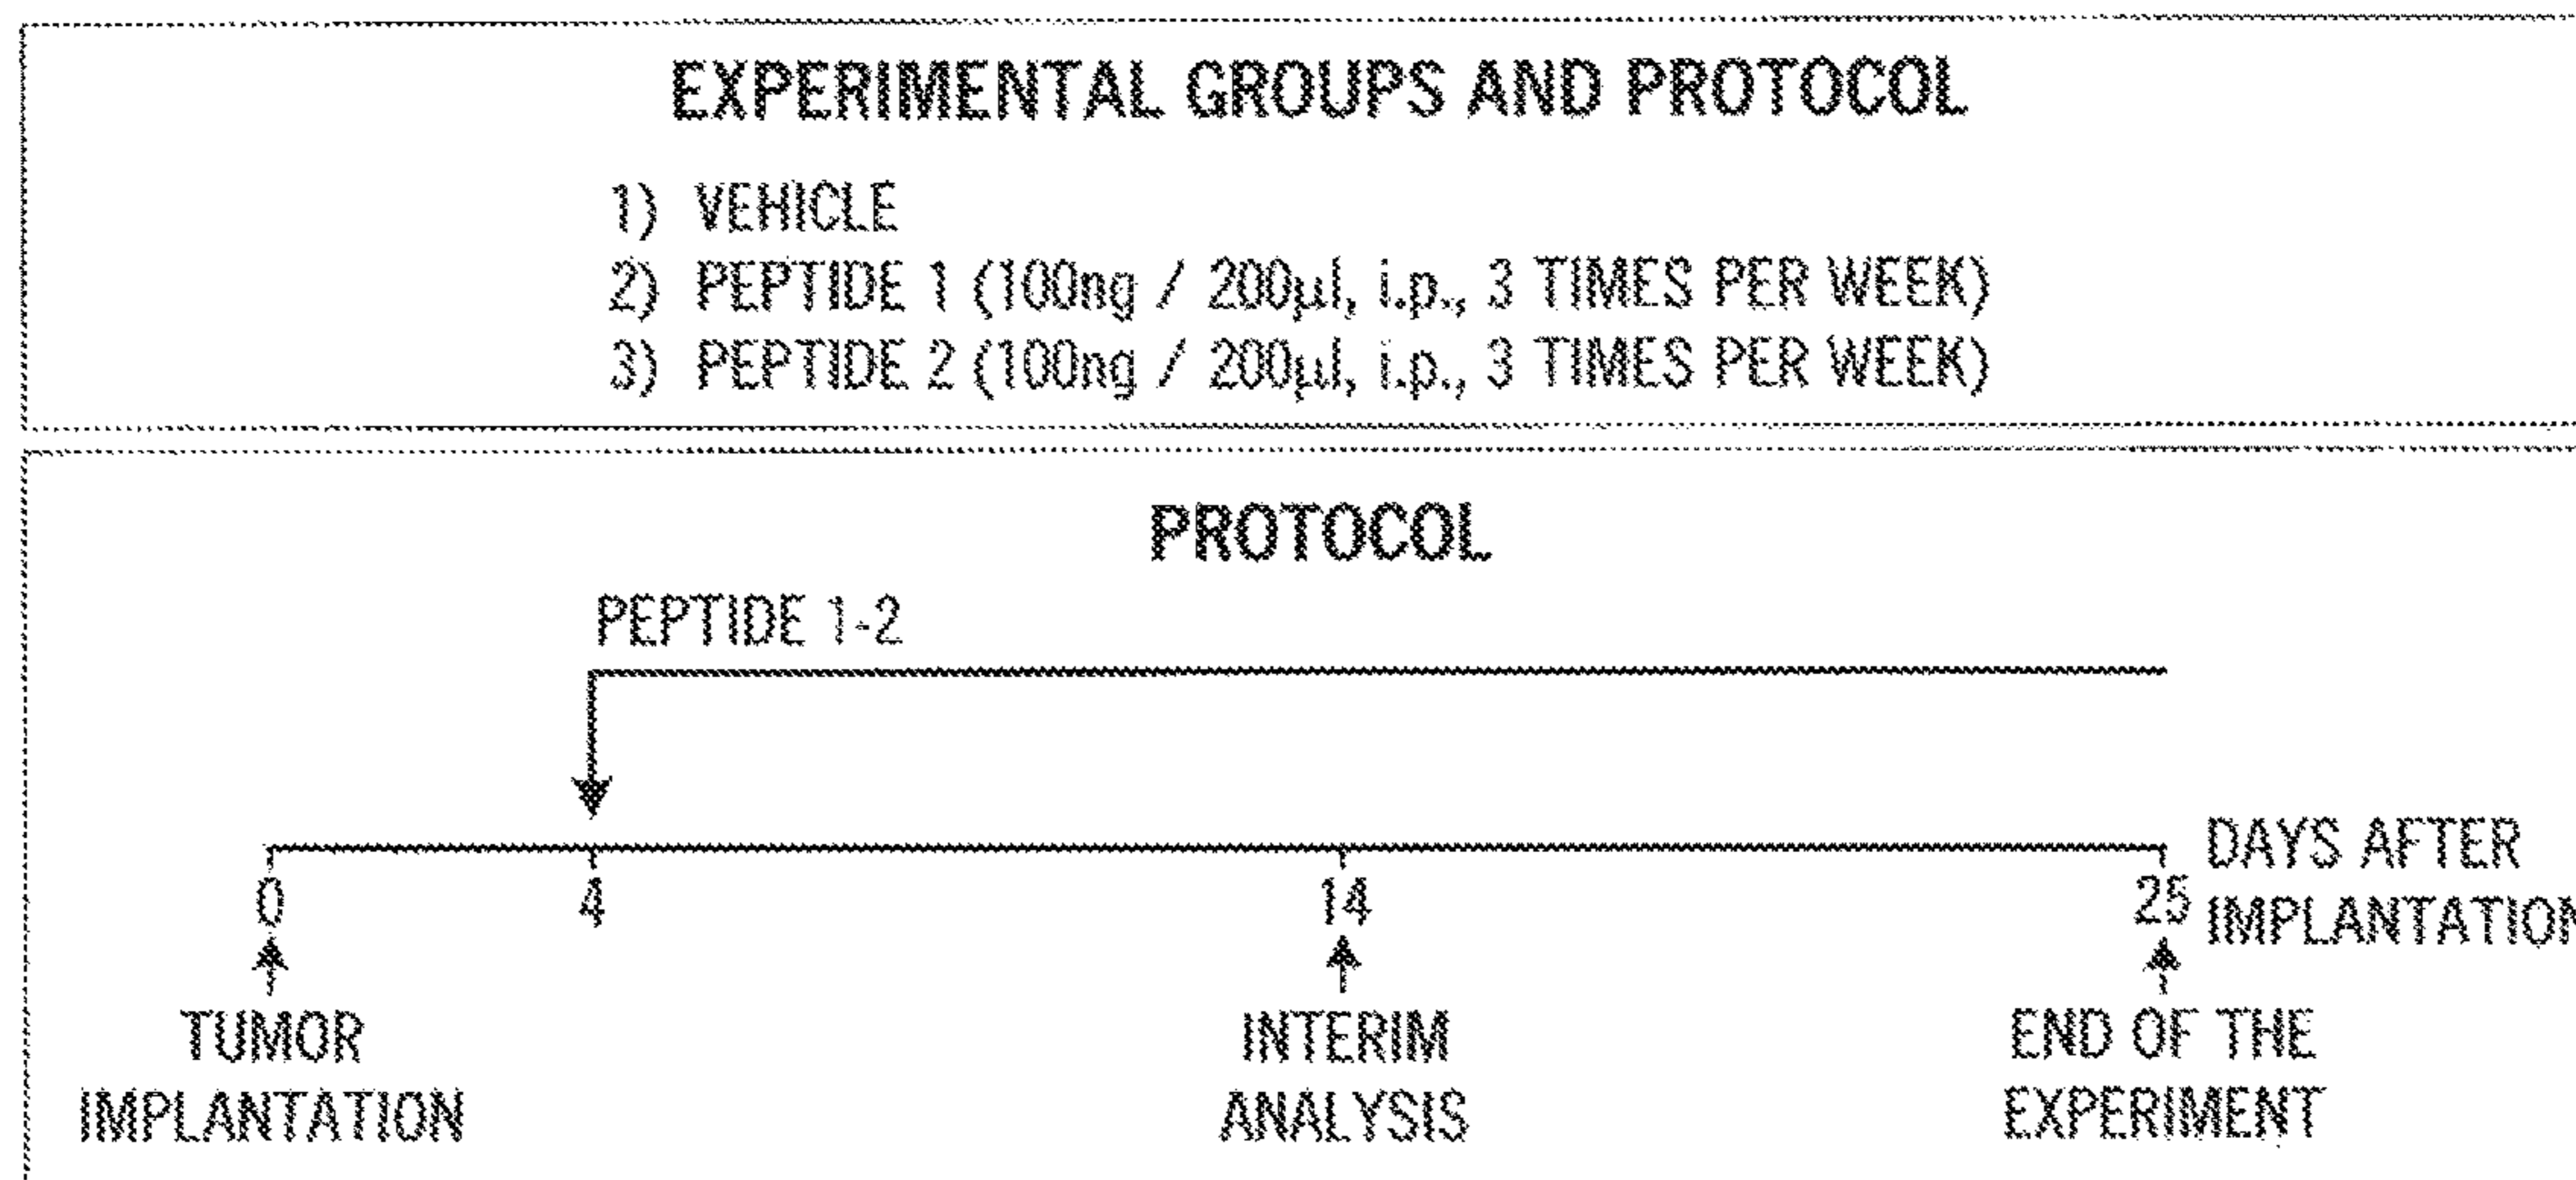 EXPERIMENTAL GROUPS AND PROTOCOL
1) VEHICLE
2) PEPTIDE 1 (100ng / 200µl, i.p., 3 TIMES PER WEEK)
3) PEPTIDE 2 (100ng / 200µl, i.p., 3 TIMES PER WEEK)
PROTOCOL
PEPTIDE 1-2
0 4 14 25
DAYS AFTER
IMPLANTATION
TUMOR
IMPLANTATION
INTERIM
ANALYSIS
END OF THE
EXPERIMENT